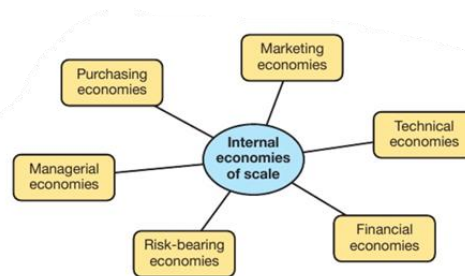 Marketing
economies
Purchasing
economies
Technical
economies
Internal
economies
of scale
Managerial
economies
Financial
economies
Risk-bearing
economies